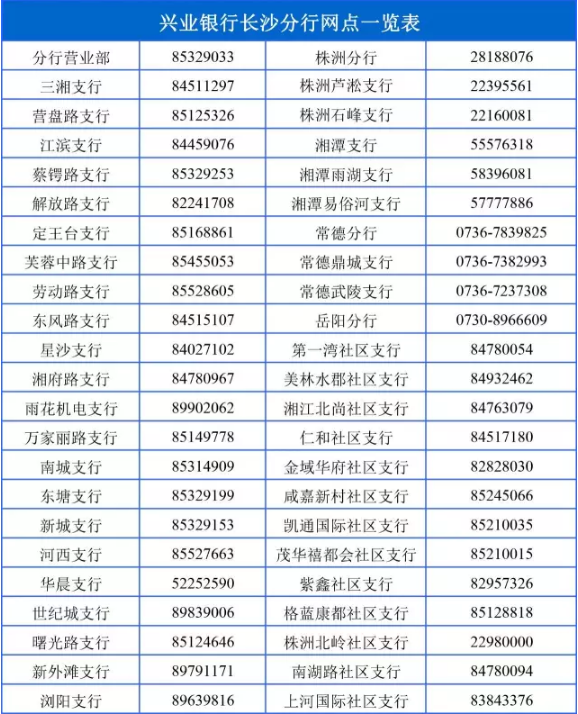 兴业银行长沙分行网点一览表
分行营业部 85329033 株洲分行 28188076
三湘支行 84511297 株洲芦淞支行 22395561
营盘路支行 85125326 株洲石峰支行 22160081
江滨支行 84459076 湘潭支行 55576318
蔡锷路支行 85329253 湘潭雨湖支行 58396081
解放路支行 82241708 湘潭易俗河支行 57777886
定王台支行 85168861 常德分行 0736-7839825
芙蓉中路支行 85455053 常德鼎城支行 0736-7382993
劳动路支行 85528605 常德武陵支行 0736-7237308
东风路支行 84515107 岳阳分行 0730-8966609
星沙支行 84027102 第一湾社区支行 84780054
湘府路支行 84780967 美林水郡社区支行 84932462
雨花机电支行 89902062 湘江北尚社区支行 84763079
万家丽路支行 85149778 仁和社区支行 84517180
南城支行 85314909 金域华府社区支行 82828030
东塘支行 85329199 咸嘉新村社区支行 85245066
新城支行 85329153 凯通国际社区支行 85210035
河西支行 85527663 茂华禧都会社区支行 85210015
华晨支行 52252590 紫鑫社区支行 82957326
世纪城支行 89839006 格蓝康都社区支行 85128818
曙光路支行 85124646 株洲北岭社区支行 22980000
新外滩支行 89791171 南湖路社区支行 84780094
浏阳支行 89639816 上河国际社区支行 83843376